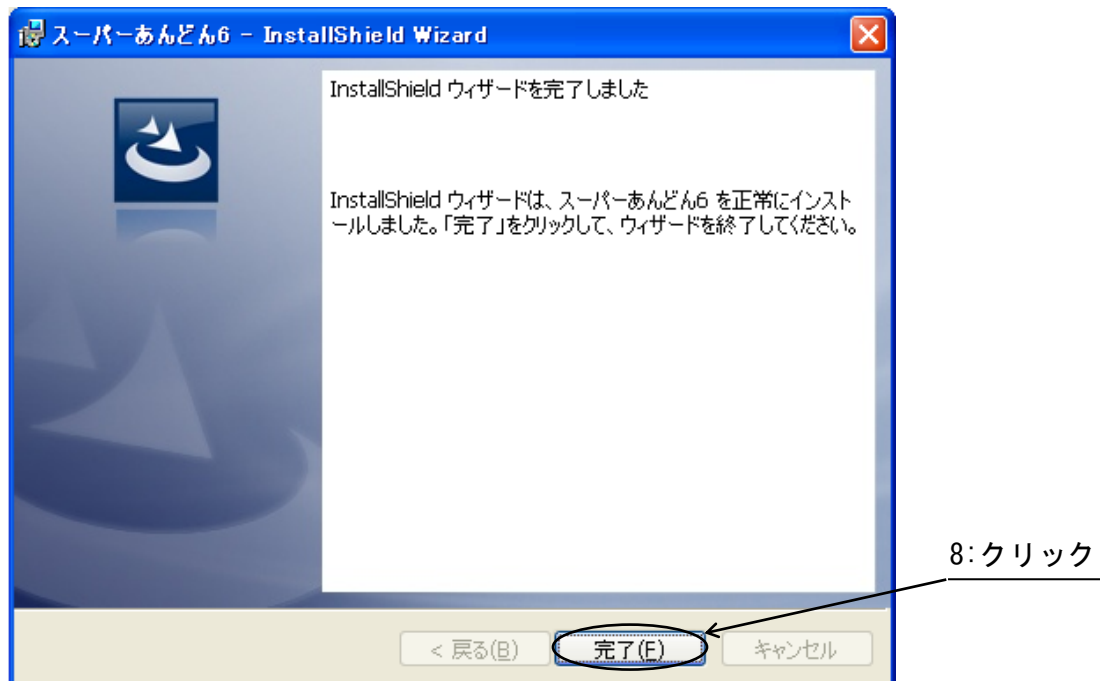 スーパーあんどん6 - InstallShield Wizard
InstallShield ウィザードを完了しました
InstallShield ウィザードは、スーパーあんどん6 を正常にインスト
ールしました。「完了」をクリックして、ウィザードを終了してください。
8:クリック
< 戻る(B) 完了(F) キャンセル